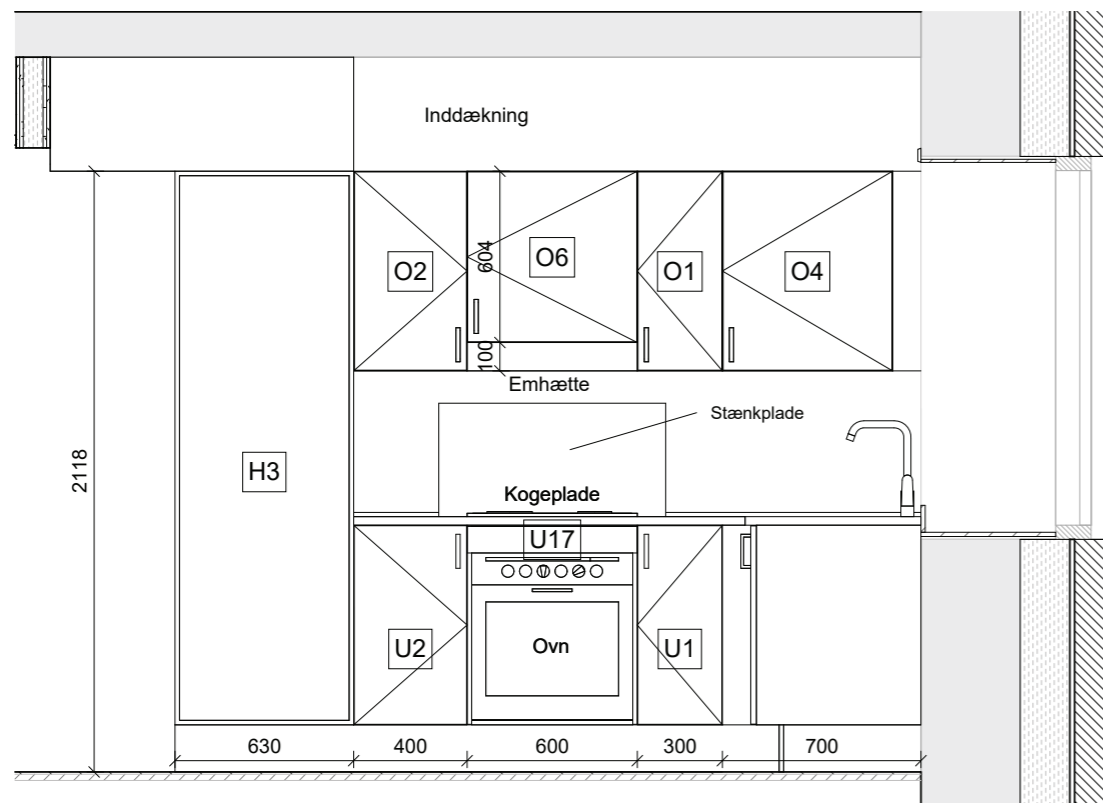 Inddækning
O2
604
O6
O1
O4
100
Emhætte
Stænkplade
2118
H3
Kogeplade
U17
U2
Ovn
U1
630
400
600
300
700